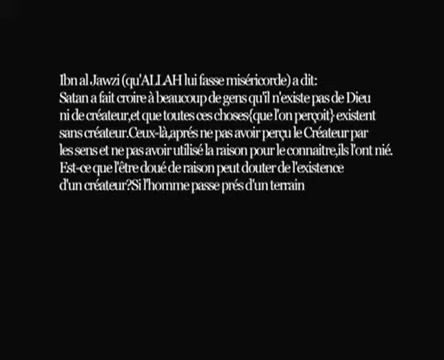 Ibn al Jawzi (qu'ALLAH lui fasse miséricorde) a dit:
Satan a fait croire à beaucoup de gens qu'il n'existe pas de Dieu
ni de créateur,et que toutes ces choses{que l'on perçoit} existent
sans créateur.Ceux-là,aprés ne pas avoir perçu le Créateur par
les sens et ne pas avoir utilisé la raison pour le connaitre,ils l'ont nié.
Est-ce que l'être doué de raison peut douter de l'existence
d'un créateur?Si l'homme passe prés d'un terrain